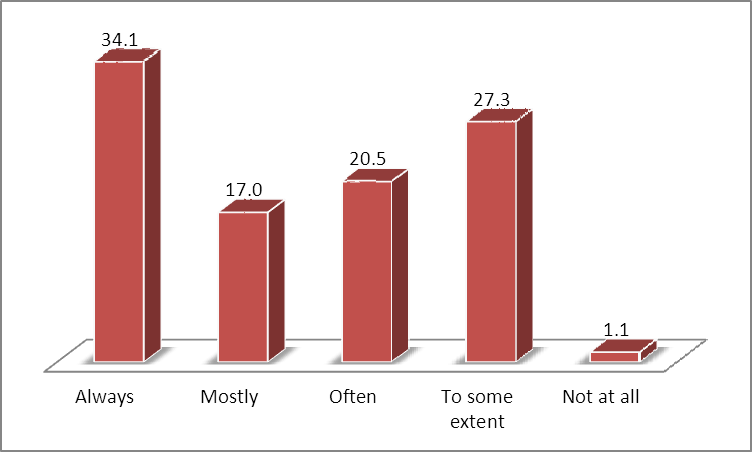 34.1
17.0
20.5
27.3
1.1
Always
Mostly
Often
To some
extent
Not at all